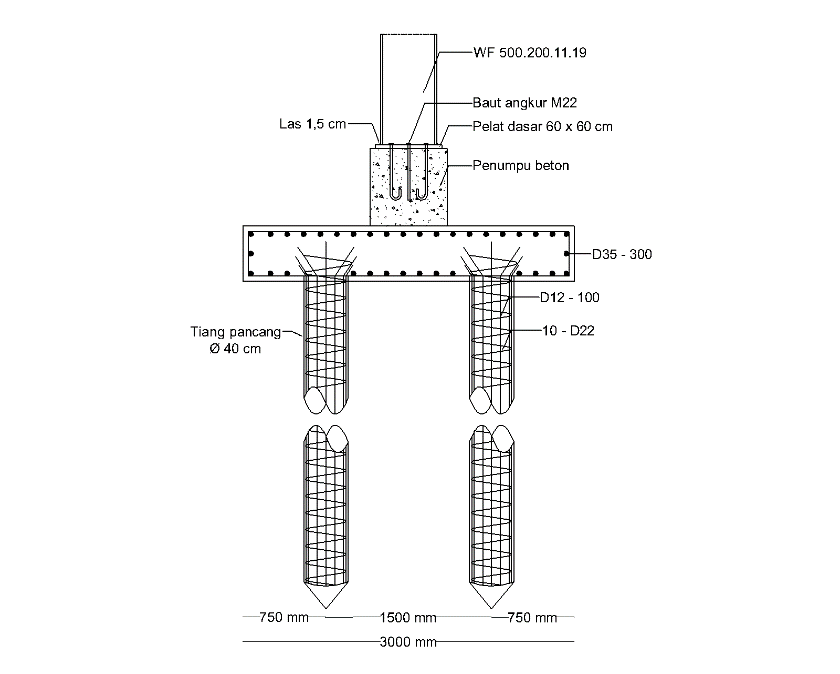 WF 500.200.11.19
Baut angkur M22
Las 1,5 cm
Pelat dasar 60 x 60 cm
Penumpu beton
D35 - 300
D12 - 100
Tiang pancang
Ø 40 cm
10 - D22
750 mm 1500 mm 750 mm
3000 mm